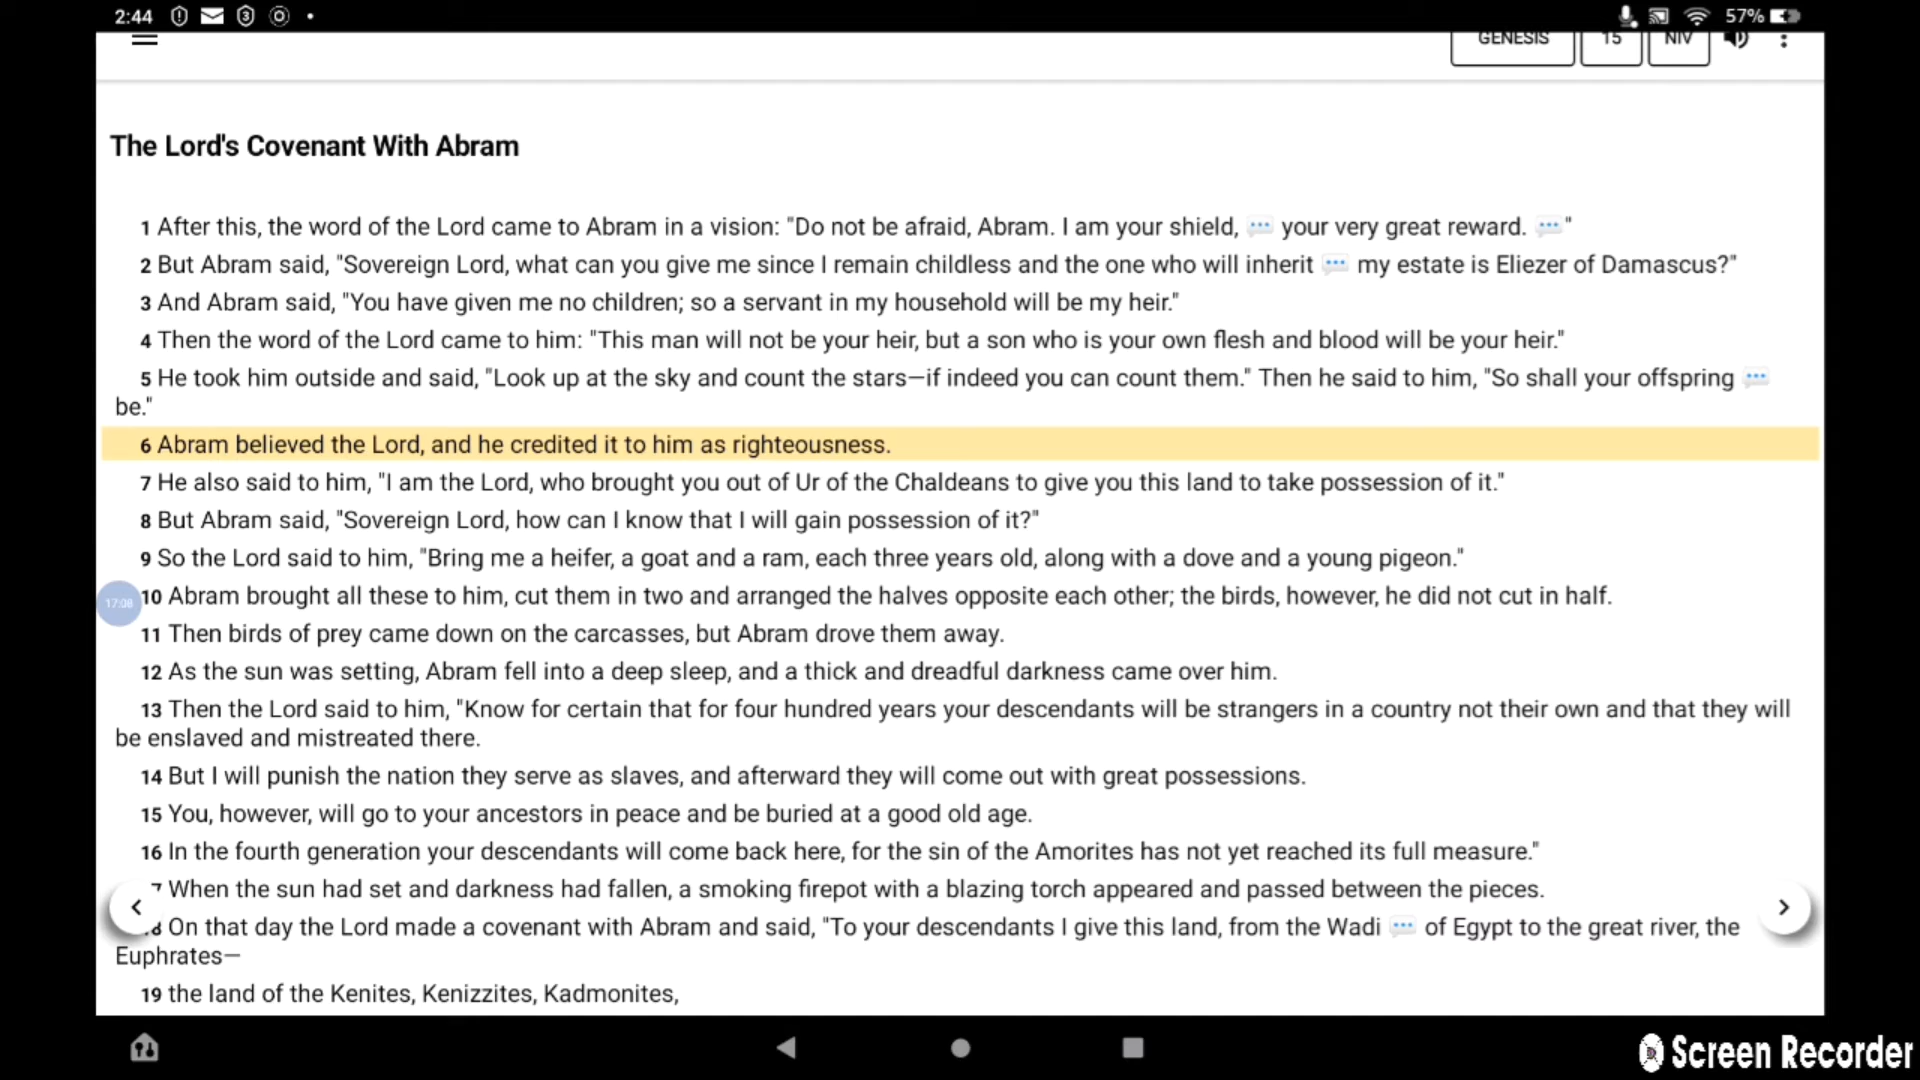 2:44
57%
GENESIS 15 NIV
The Lord's Covenant With Abram
1 After this, the word of the Lord came to Abram in a vision: "Do not be afraid, Abram. I am your shield, your very great reward. "
2 But Abram said, "Sovereign Lord, what can you give me since I remain childless and the one who will inherit my estate is Eliezer of Damascus?"
3 And Abram said, "You have given me no children; so a servant in my household will be my heir."
4 Then the word of the Lord came to him: "This man will not be your heir, but a son who is your own flesh and blood will be your heir."
5 He took him outside and said, "Look up at the sky and count the stars—if indeed you can count them." Then he said to him, "So shall your offspring
be."
6 Abram believed the Lord, and he credited it to him as righteousness.
7 He also said to him, "I am the Lord, who brought you out of Ur of the Chaldeans to give you this land to take possession of it."
8 But Abram said, "Sovereign Lord, how can I know that I will gain possession of it?"
9 So the Lord said to him, "Bring me a heifer, a goat and a ram, each three years old, along with a dove and a young pigeon."
17:08
10 Abram brought all these to him, cut them in two and arranged the halves opposite each other; the birds, however, he did not cut in half.
11 Then birds of prey came down on the carcasses, but Abram drove them away.
12 As the sun was setting, Abram fell into a deep sleep, and a thick and dreadful darkness came over him.
13 Then the Lord said to him, "Know for certain that for four hundred years your descendants will be strangers in a country not their own and that they will
be enslaved and mistreated there.
14 But I will punish the nation they serve as slaves, and afterward they will come out with great possessions.
15 You, however, will go to your ancestors in peace and be buried at a good old age.
16 In the fourth generation your descendants will come back here, for the sin of the Amorites has not yet reached its full measure."
When the sun had set and darkness had fallen, a smoking firepot with a blazing torch appeared and passed between the pieces.
On that day the Lord made a covenant with Abram and said, "To your descendants I give this land, from the Wadi of Egypt to the great river, the
Euphrates—
19 the land of the Kenites, Kenizzites, Kadmonites,
Screen Recorder